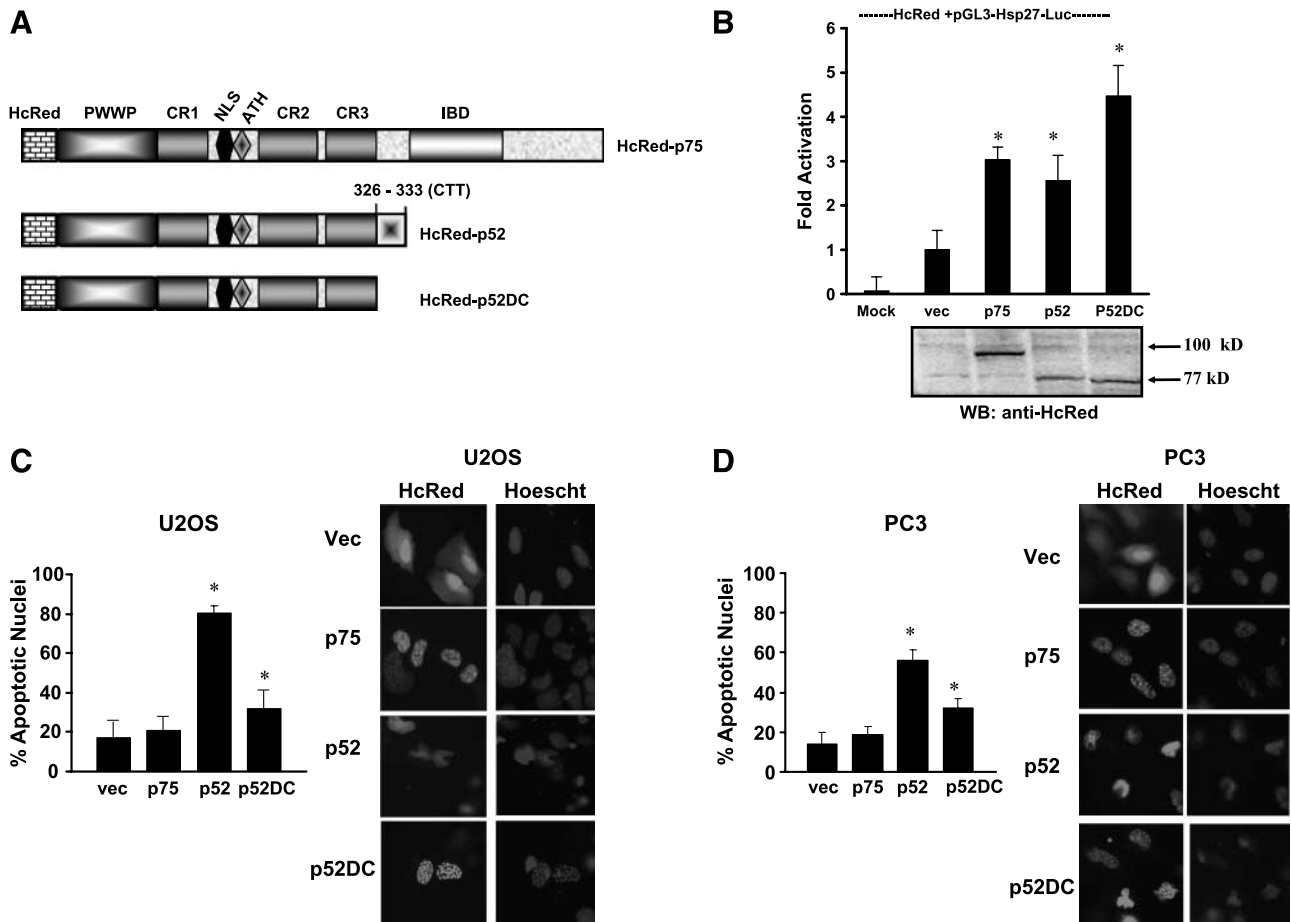 A
HcRed PWWP CR1 NLS ATH CR2 CR3 IBD
HcRed-p75
326 - 333 (CTT)
HcRed-p52
HcRed-p52DC
B
-------HcRed +pGL3-Hsp27-Luc-------
Fold Activation
6
5
4
3
2
1
0
* * *
Mock vec p75 p52 P52DC
100 kD
77 kD
WB: anti-HcRed
C
U2OS
% Apoptotic Nuclei
100
80
60
40
20
0
* *
vec p75 p52 p52DC
U2OS
HcRed Hoescht
Vec
p75
p52
p52DC
D
PC3
% Apoptotic Nuclei
100
80
60
40
20
0
* *
vec p75 p52 p52DC
PC3
HcRed Hoescht
Vec
p75
p52
p52DC